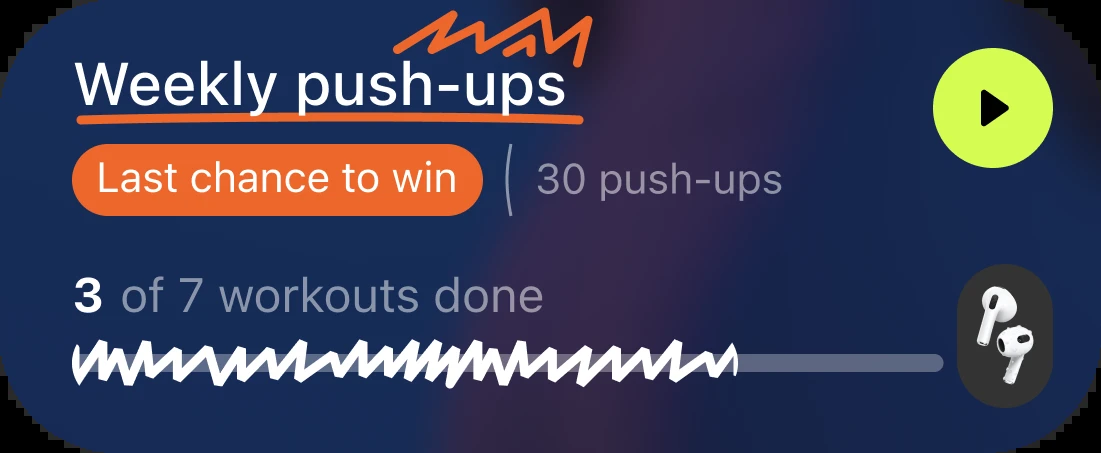 Weekly push-ups
Last chance to win
30 push-ups
3 of 7 workouts done